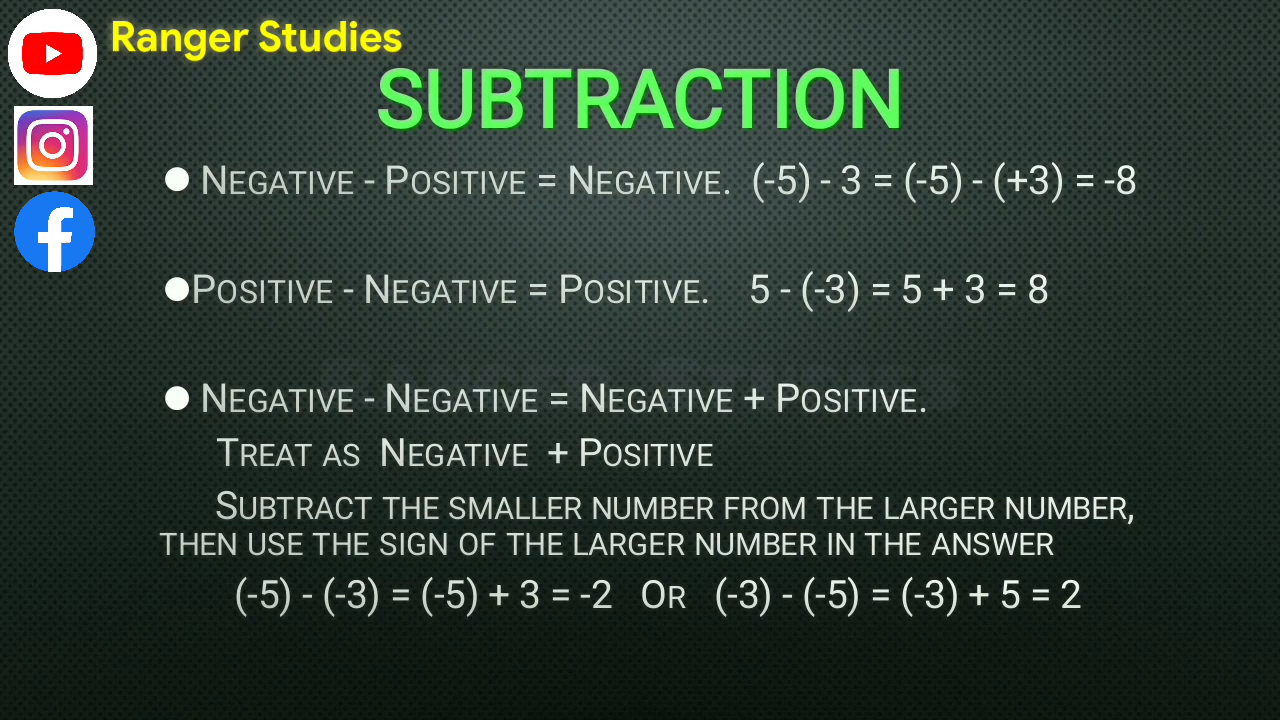 Ranger Studies
SUBTRACTION
● Negative - Positive = Negative. (-5) - 3 = (-5) - (+3) = -8
●Positive - Negative = Positive. 5 - (-3) = 5 + 3 = 8
● Negative - Negative = Negative + Positive.
Treat as Negative + Positive
Subtract the smaller number from the larger number,
then use the sign of the larger number in the answer
(-5) - (-3) = (-5) + 3 = -2 Or (-3) - (-5) = (-3) + 5 = 2